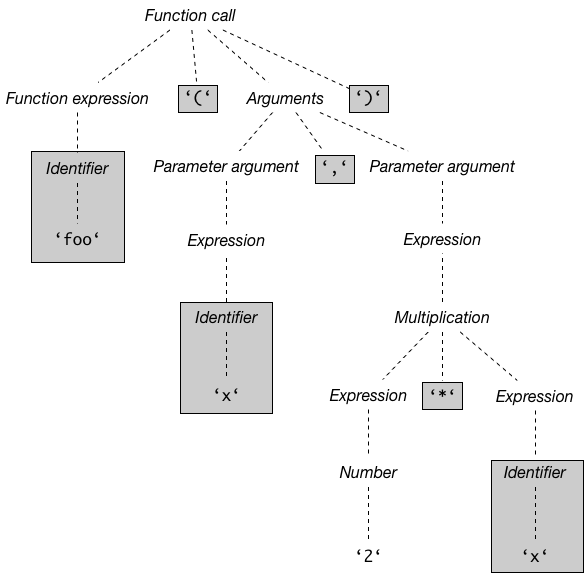 Function call
Function expression ‘(‘ Arguments ‘)‘
Identifier Parameter argument ‘,‘ Parameter argument
‘foo‘ Expression Expression
Identifier Multiplication
‘x‘ Expression ‘*‘ Expression
Number Identifier
‘2‘ ‘x‘